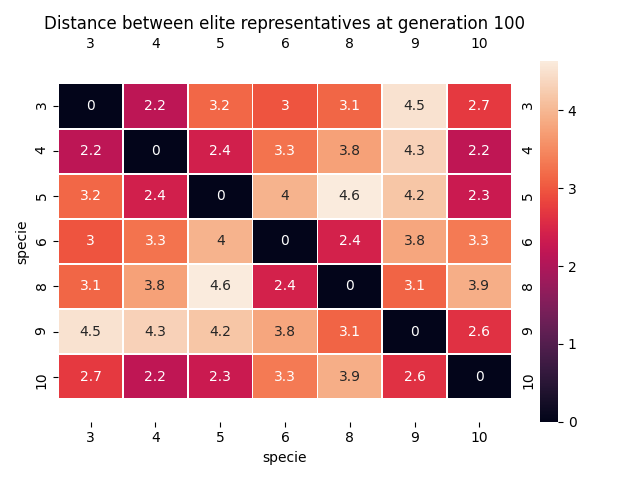 Distance between elite representatives at generation 100
3 4 5 6 8 9 10
3 0 2.2 3.2 3 3.1 4.5 2.7 3
4 2.2 0 2.4 3.3 3.8 4.3 2.2 4
5 3.2 2.4 0 4 4.6 4.2 2.3 5
6 3 3.3 4 0 2.4 3.8 3.3 6
8 3.1 3.8 4.6 2.4 0 3.1 3.9 8
9 4.5 4.3 4.2 3.8 3.1 0 2.6 9
10 2.7 2.2 2.3 3.3 3.9 2.6 0 10
3 4 5 6 8 9 10
specie
specie
4
3
2
1
0